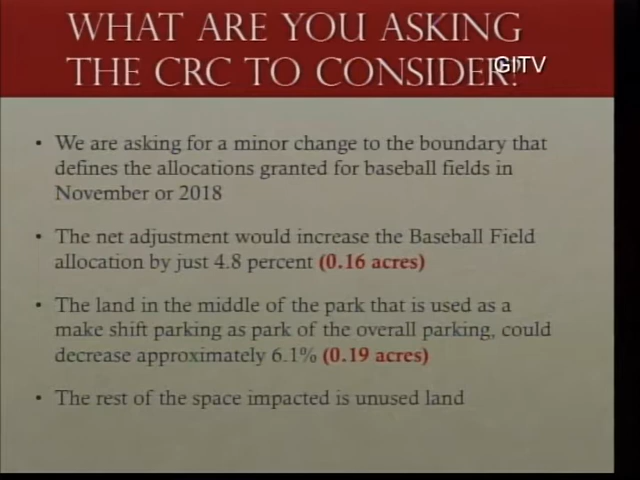 WHAT ARE YOU ASKING
THE CRC TO CONSIDER?
GITV
• We are asking for a minor change to the boundary that
defines the allocations granted for baseball fields in
November or 2018
• The net adjustment would increase the Baseball Field
allocation by just 4.8 percent (0.16 acres)
• The land in the middle of the park that is used as a
make shift parking as park of the overall parking, could
decrease approximately 6.1% (0.19 acres)
• The rest of the space impacted is unused land